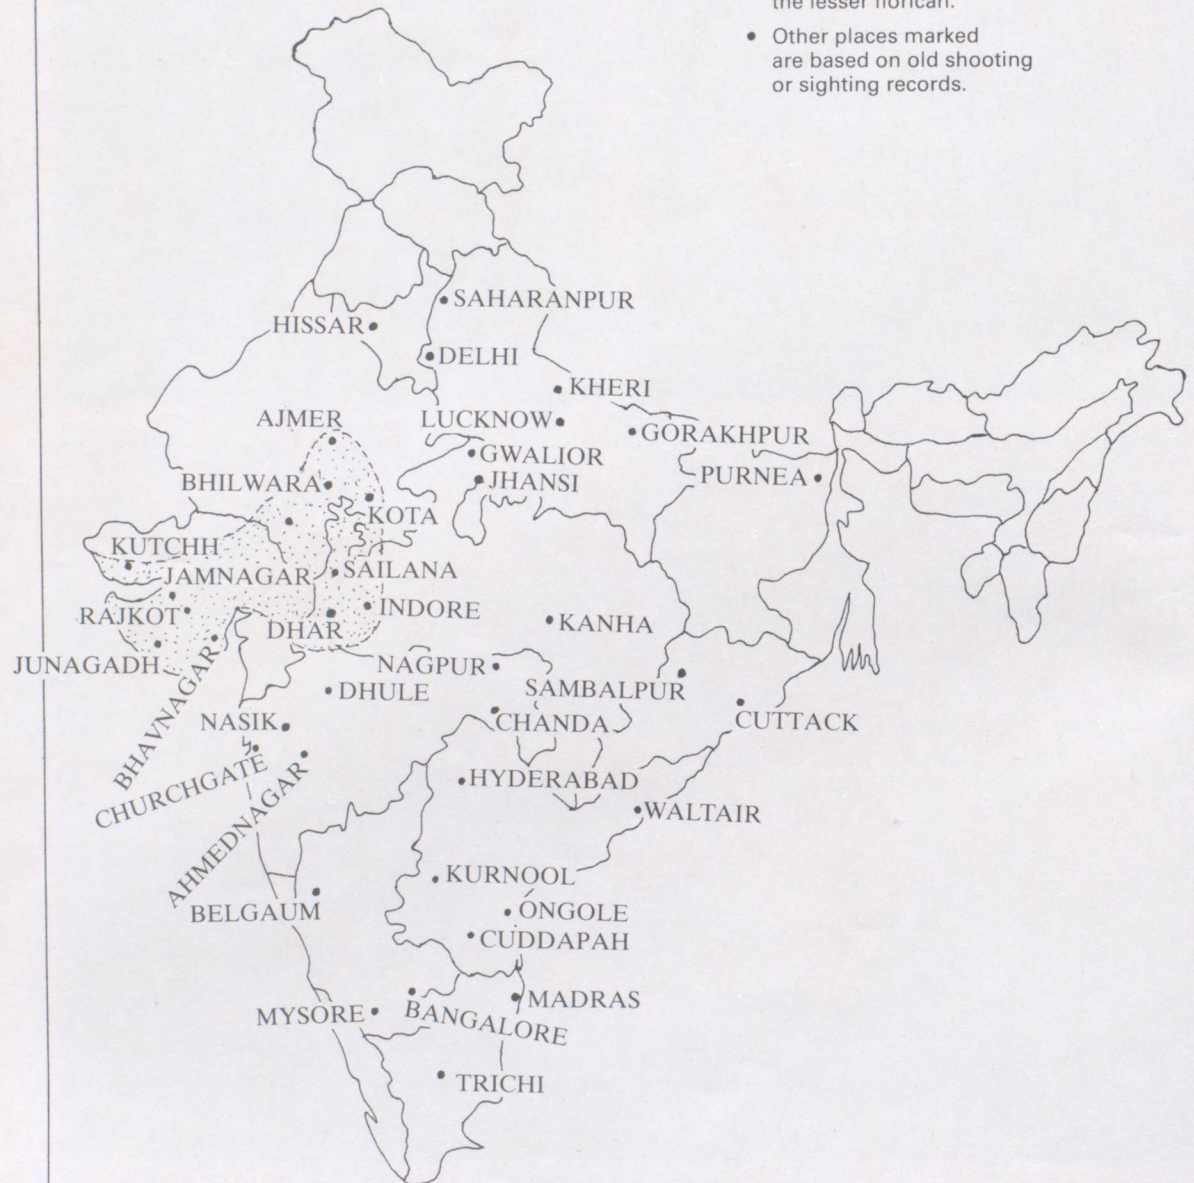 the lesser florican.
• Other places marked
are based on old shooting
or sighting records.
SAHARANPUR
HISSAR
DELHI
KHERI
AJMER
LUCKNOW
GORAKHPUR
GWALIOR
BHILWARA
JHANSI
PURNEA
KOTA
KUTCHH
JAMNAGAR
SAILANA
RAJKOT
INDORE
DHAR
KANHA
JUNAGADH
NAGPUR
BHAVNAGAR
DHULE
SAMBALPUR
NASIK
CHANDA
CUTTACK
CHURCHGATE
HYDERABAD
AHMEDNAGAR
WALTAIR
KURNOOL
BELGAUM
ONGOLE
CUDDAPAH
MADRAS
MYSORE
BANGALORE
TRICHI